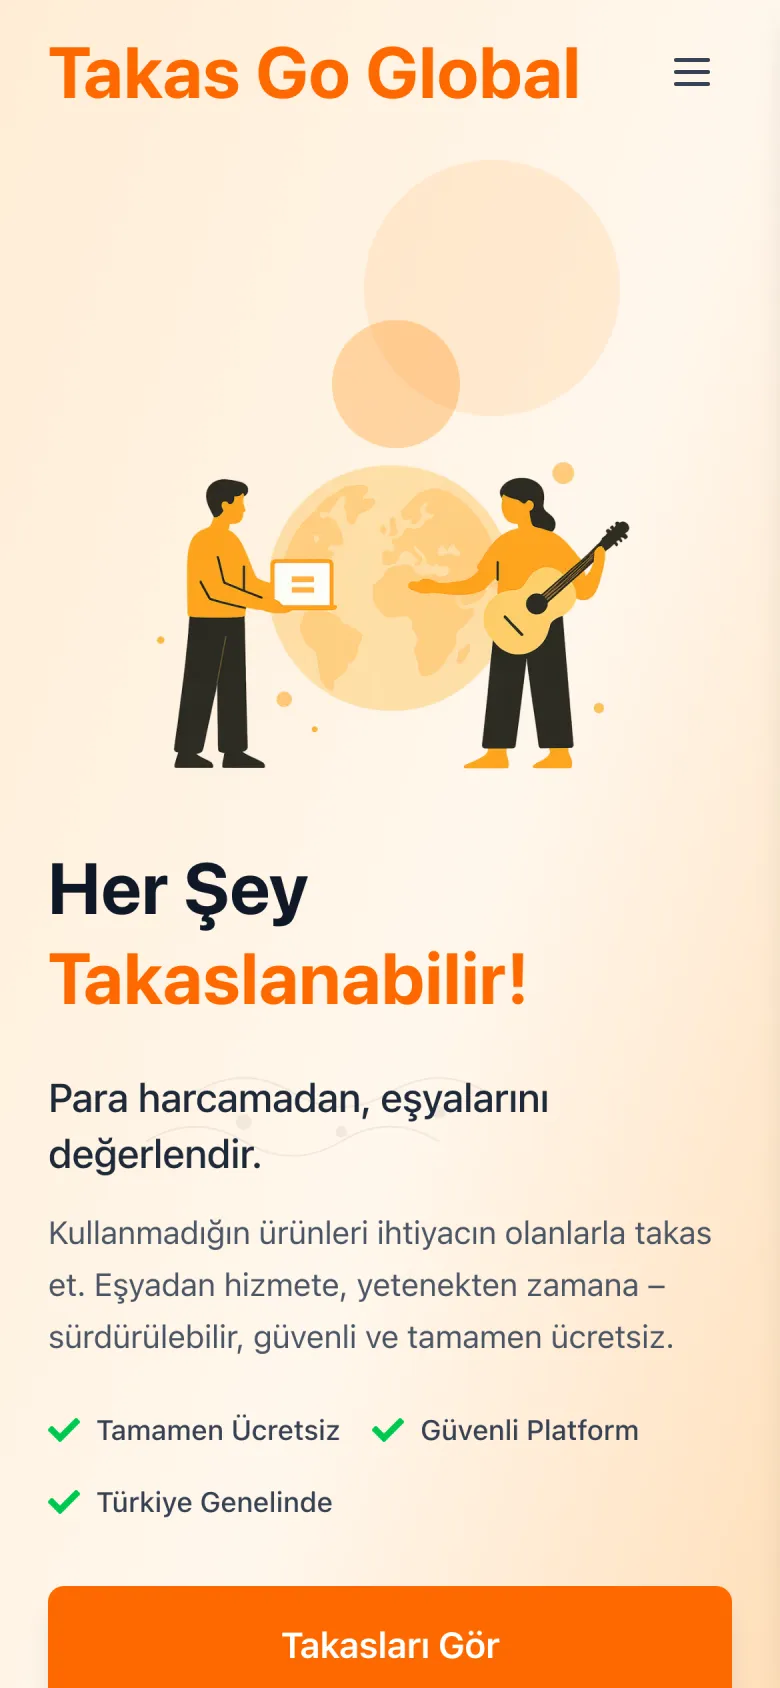 Takas Go Global
Her Şey
Takaslanabilir!
Para harcamadan, eşyalarını
değerlendir.
Kullanmadığın ürünleri ihtiyacın olanlarla takas
et. Eşyadan hizmete, yetenekten zamana –
sürdürülebilir, güvenli ve tamamen ücretsiz.
Tamamen Ücretsiz
Güvenli Platform
Türkiye Genelinde
Takasları Gör